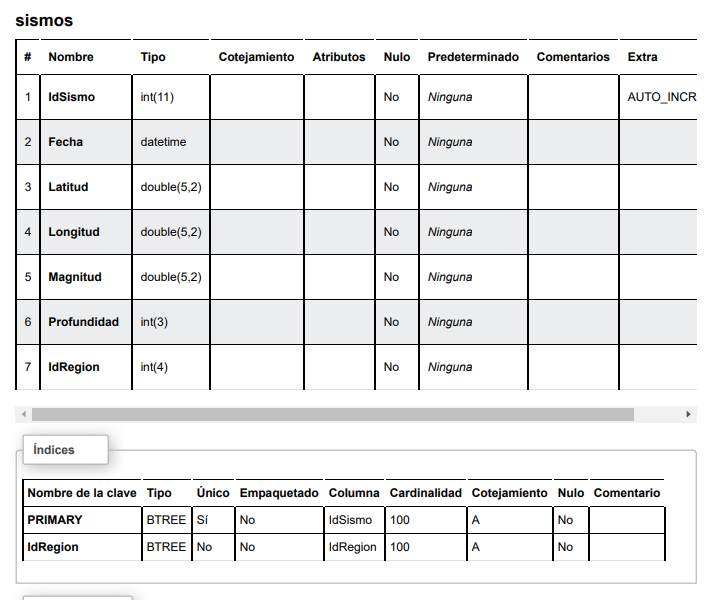 sismos
# Nombre Tipo Cotejamiento Atributos Nulo Predeterminado Comentarios Extra
1 IdSismo int(11) No Ninguna AUTO_INCR
2 Fecha datetime No Ninguna
3 Latitud double(5,2) No Ninguna
4 Longitud double(5,2) No Ninguna
5 Magnitud double(5,2) No Ninguna
6 Profundidad int(3) No Ninguna
7 IdRegion int(4) No Ninguna
Índices
Nombre de la clave Tipo Único Empaquetado Columna Cardinalidad Cotejamiento Nulo Comentario
PRIMARY BTREE Sí No IdSismo 100 A No
IdRegion BTREE No No IdRegion 100 A No